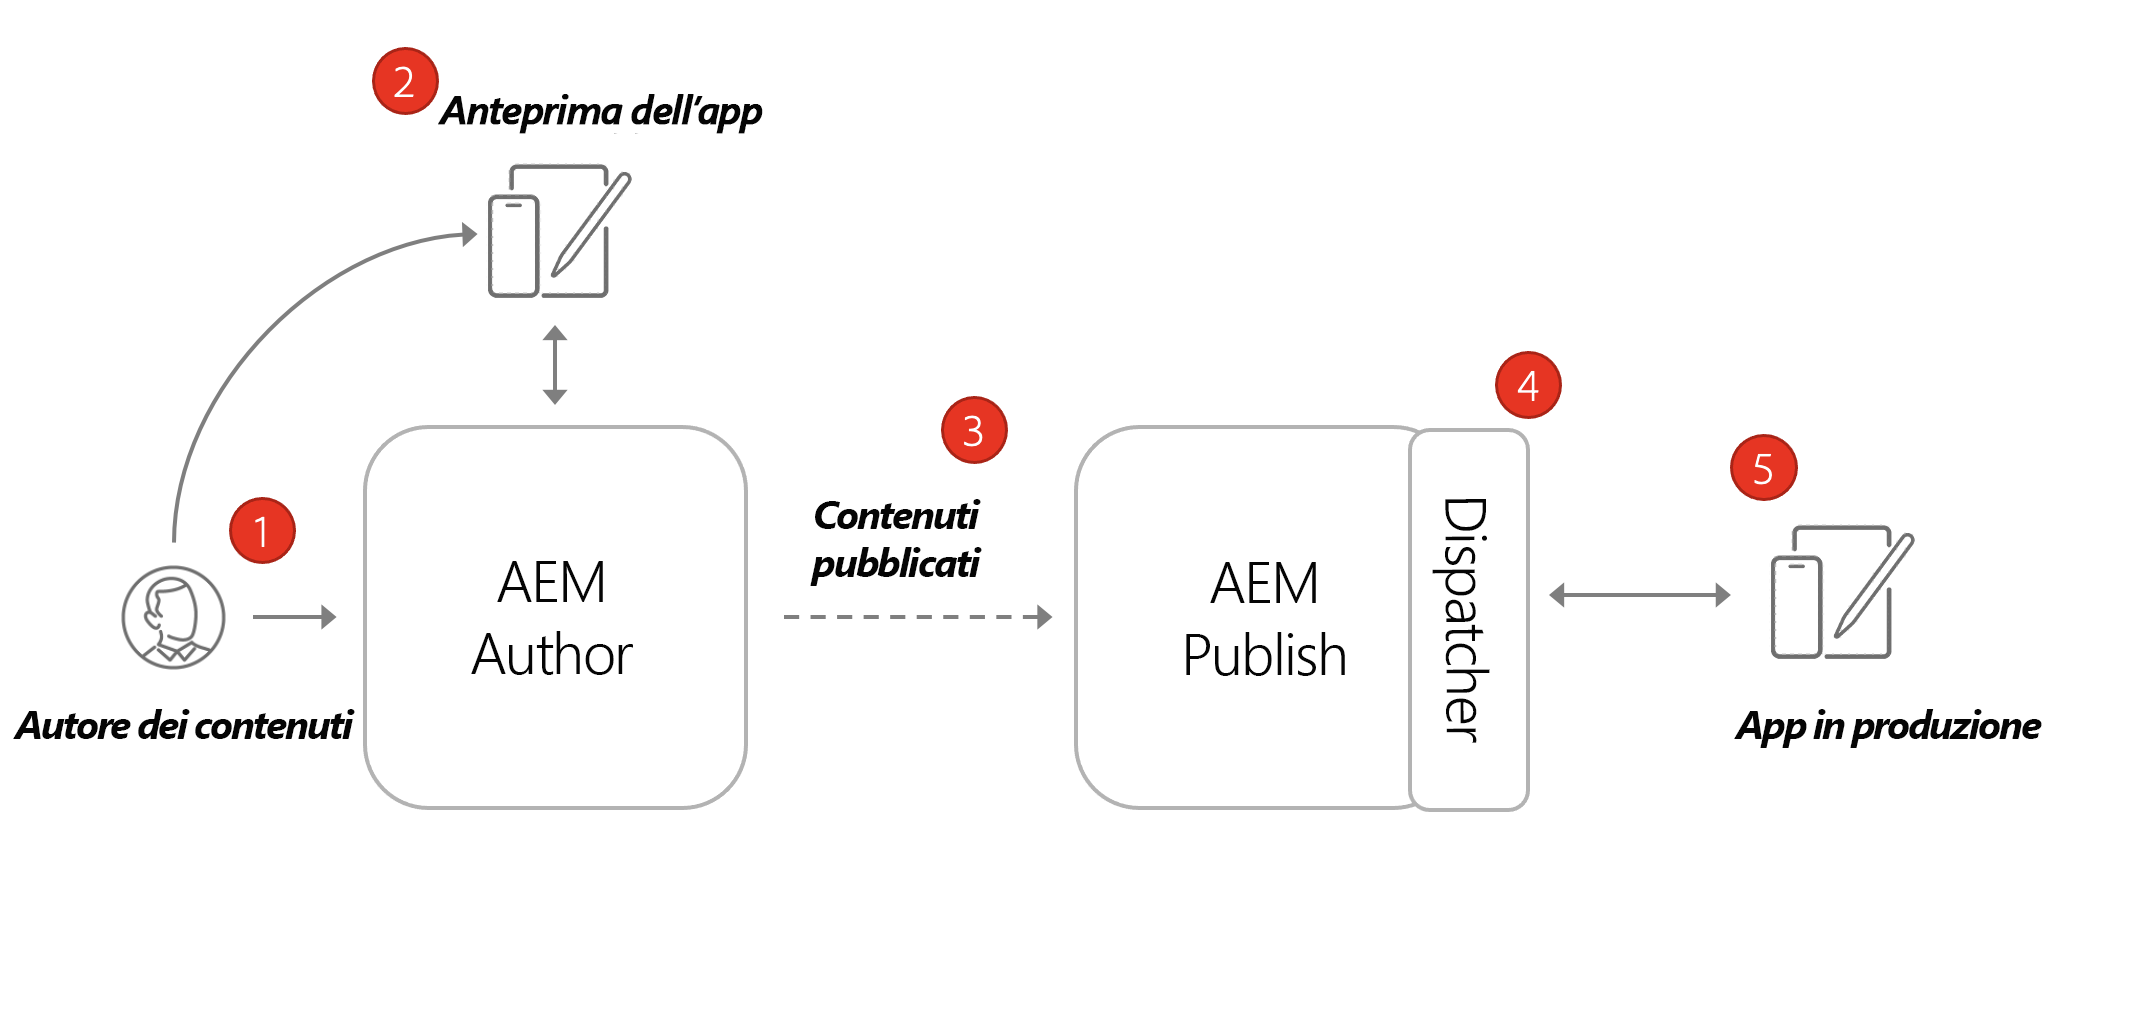 2
Anteprima dell'app
1
Autore dei contenuti
AEM
Author
3
Contenuti
pubblicati
AEM
Publish
4
Dispatcher
5
App in produzione